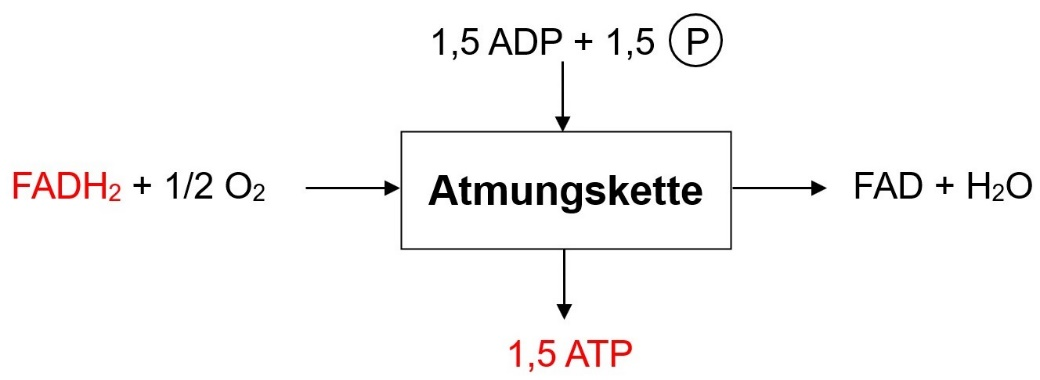 1,5 ADP + 1,5 P
FADH₂ + 1/2 O₂ Atmungskette FAD + H₂O
1,5 ATP